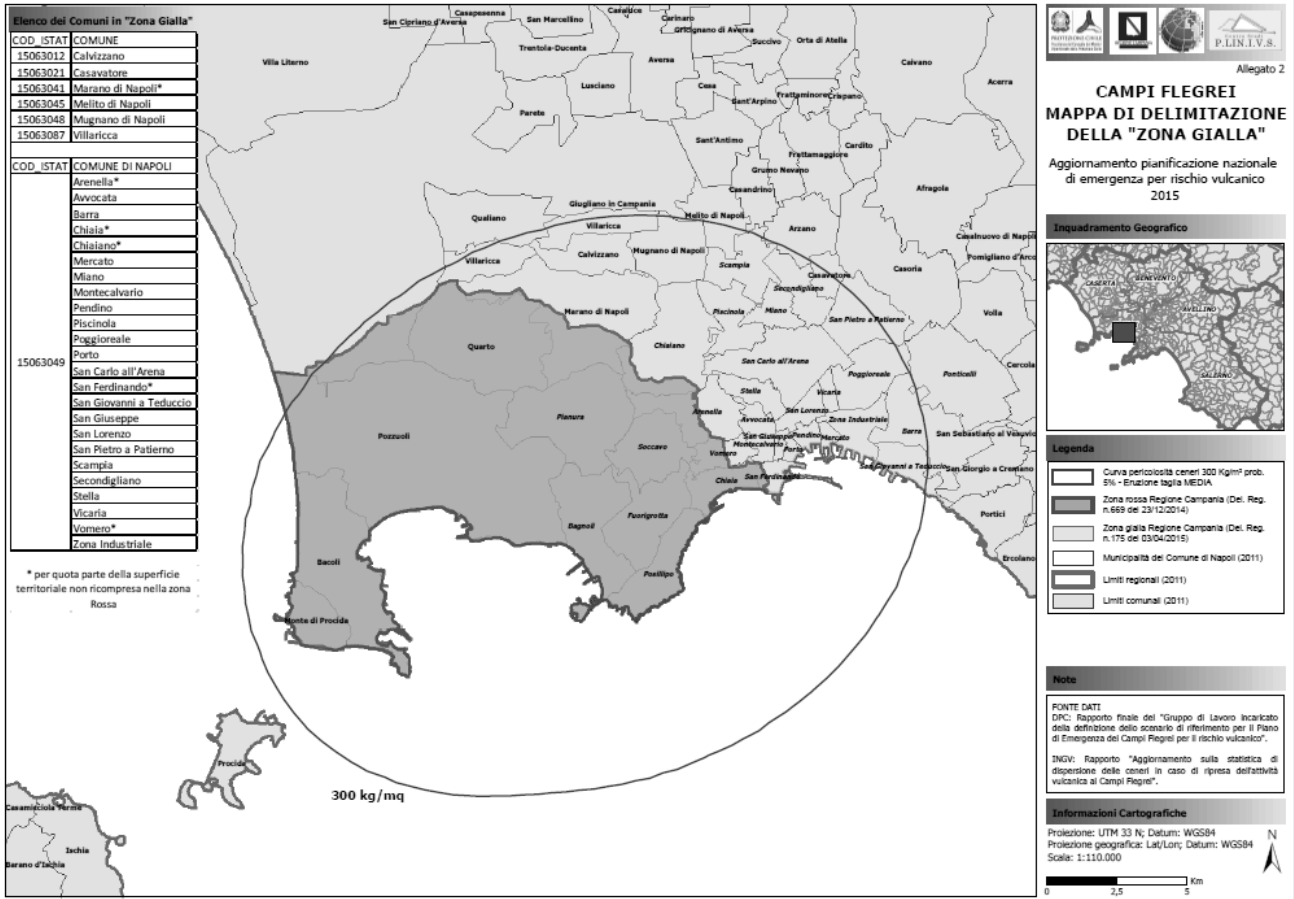 Elenco dei Comuni in "Zona Gialla"
COD_ISTAT COMUNE
15063012 Calvizzano
15063021 Casavatore
15063041 Marano di Napoli*
15063045 Melito di Napoli
15063048 Mugnano di Napoli
15063087 Villaricca
COD_ISTAT COMUNE DI NAPOLI
15063049
Arenella*
Avvocata
Barra
Chiaia*
Chiaiano*
Mercato
Miano
Montecalvario
Pendino
Piscinola
Poggioreale
Porto
San Carlo all'Arena
San Ferdinando*
San Giovanni a Teduccio
San Giuseppe
San Lorenzo
San Pietro a Patierno
Scampia
Secondigliano
Stella
Vicaria
Vomero*
Zona Industriale
* per quota parte della superficie
territoriale non ricompresa nella zona
Rossa
Casapesenna
San Cipriano d'Aversa
San Marcellino
Casaluce
Carinaro
Gricignano di Aversa
Succivo
Orta di Atella
Trentola-Ducenta
Villa Literno
Aversa
Caivano
Lusciano
Cesa
Acerra
Sant'Arpino
Frattaminore
Crispano
Parete
Sant'Antimo
Cardito
Frattamaggiore
Grumo Nevano
Casandrino
Afragola
Giugliano in Campania
Qualiano
Melito di Napoli
Villaricca
Arzano
Casalnuovo di Napoli
Mugnano di Napoli
Calvizzano
Pomigliano d'Arco
Villaricca
Scampia
Casoria
Casavatore
Secondigliano
Marano di Napoli
Piscinola
Miano
San Pietro a Patierno
Volla
Quarto
Chiaiano
San Carlo all'Arena
Cercola
Poggioreale
Ponticelli
Stella
Vicaria
Arenella
San Lorenzo
Pianura
Avvocata
Zona Industriale
Pozzuoli
Barra
San Sebastiano al Vesuvio
San Giuseppe
Pendino
Mercato
Soccavo
Montecalvario
Vomero
Porto
San Giovanni a Teduccio
San Giorgio a Cremano
Chiaia
San Ferdinando
Fuorigrotta
Portici
Bagnoli
Bacoli
Ercolano
Posillipo
Monte di Procida
Procida
300 kg/mq
Casamicciola Terme
Ischia
Barano d'Ischia
PROTEZIONE CIVILE
P.LIN.I.V.S.
Allegato 2
CAMPI FLEGREI
MAPPA DI DELIMITAZIONE
DELLA "ZONA GIALLA"
Aggiornamento pianificazione nazionale
di emergenza per rischio vulcanico
2015
Inquadramento Geografico
BENEVENTO
CASERTA
AVELLINO
SALERNO
Legenda
Curva pericolosità ceneri 300 Kg/m² prob.
5% - Eruzione taglia MEDIA
Zona rossa Regione Campania (Del. Reg.
n.669 del 23/12/2014)
Zona gialla Regione Campania (Del. Reg.
n.175 del 03/04/2015)
Municipalità del Comune di Napoli (2011)
Limiti regionali (2011)
Limiti comunali (2011)
Note
FONTE DATI
DPC: Rapporto finale del "Gruppo di Lavoro incaricato
della definizione dello scenario di riferimento per il Piano
di Emergenza dei Campi Flegrei per il rischio vulcanico".
INGV: Rapporto "Aggiornamento sulla statistica di
dispersione delle ceneri in caso di ripresa dell'attività
vulcanica ai Campi Flegrei".
Informazioni Cartografiche
Proiezione: UTM 33 N; Datum: WGS84
Proiezione geografica: Lat/Lon; Datum: WGS84
Scala: 1:110.000
N
Km
0 2,5 5